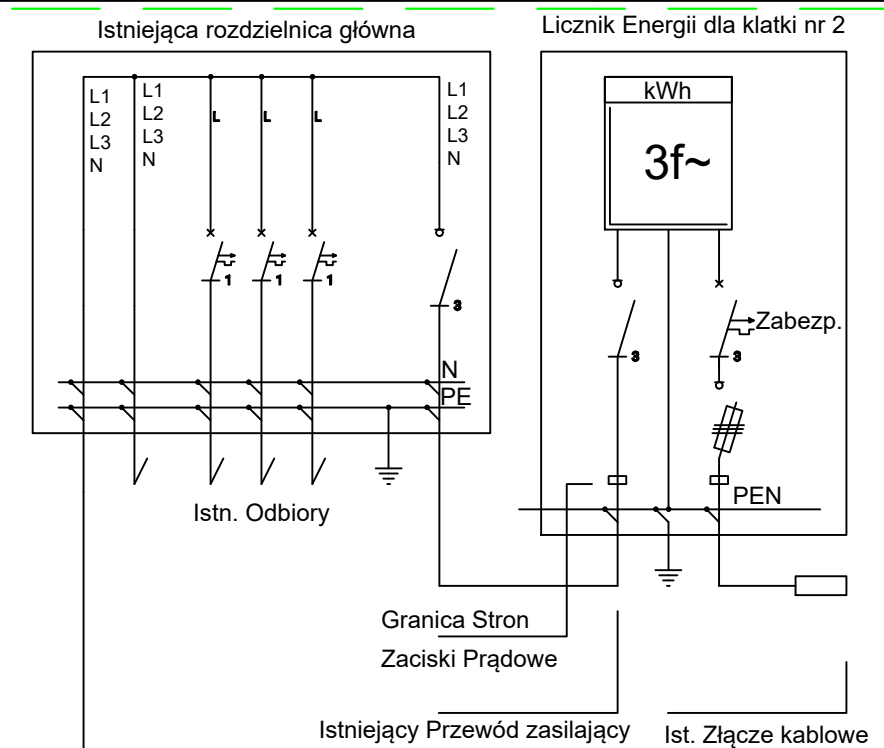 Istniejąca rozdzielnica główna
Licznik Energii dla klatki nr 2
L1
L2
L3
N
L1
L2
L3
N
L
L
L
L1
L2
L3
N
kWh
3f~
1
1
1
3
3
Zabezp.
3
N
PE
PEN
Istn. Odbiory
Granica Stron
Zaciski Prądowe
Istniejący Przewód zasilający
Ist. Złącze kablowe